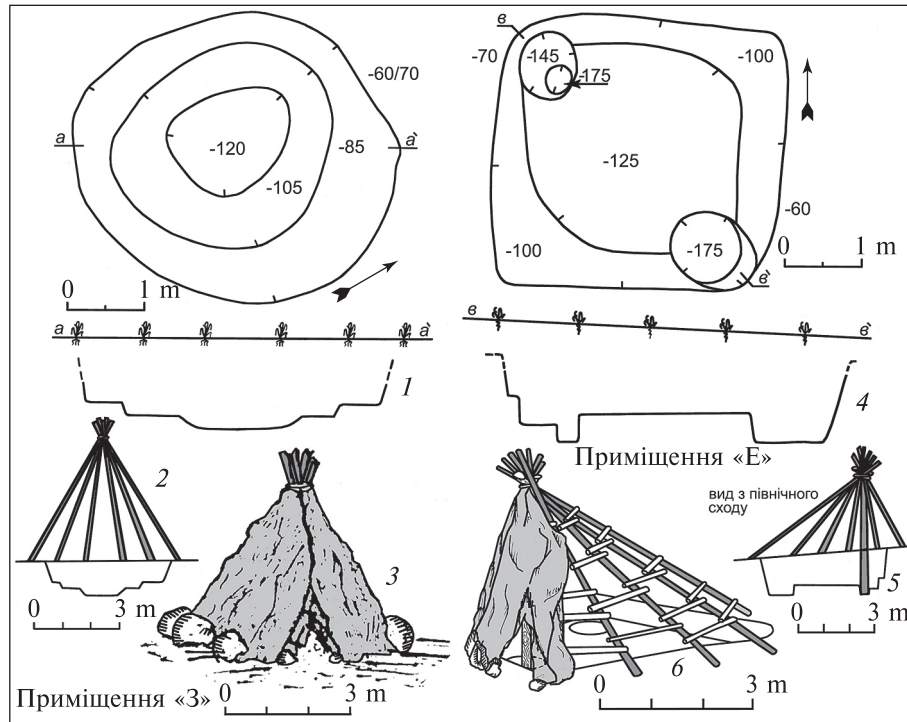 -60/70
а
а`
-120
-85
-105
0 1 m
в
-70
-145
-175
-100
-125
-60
-100
-175
0 1 m
в`
а а`
1
в в`
4
Приміщення «Е»
2
3
вид з північного
сходу
5
0 3 m
0 3 m
6
Приміщення «З» 0 3 m
0 3 m